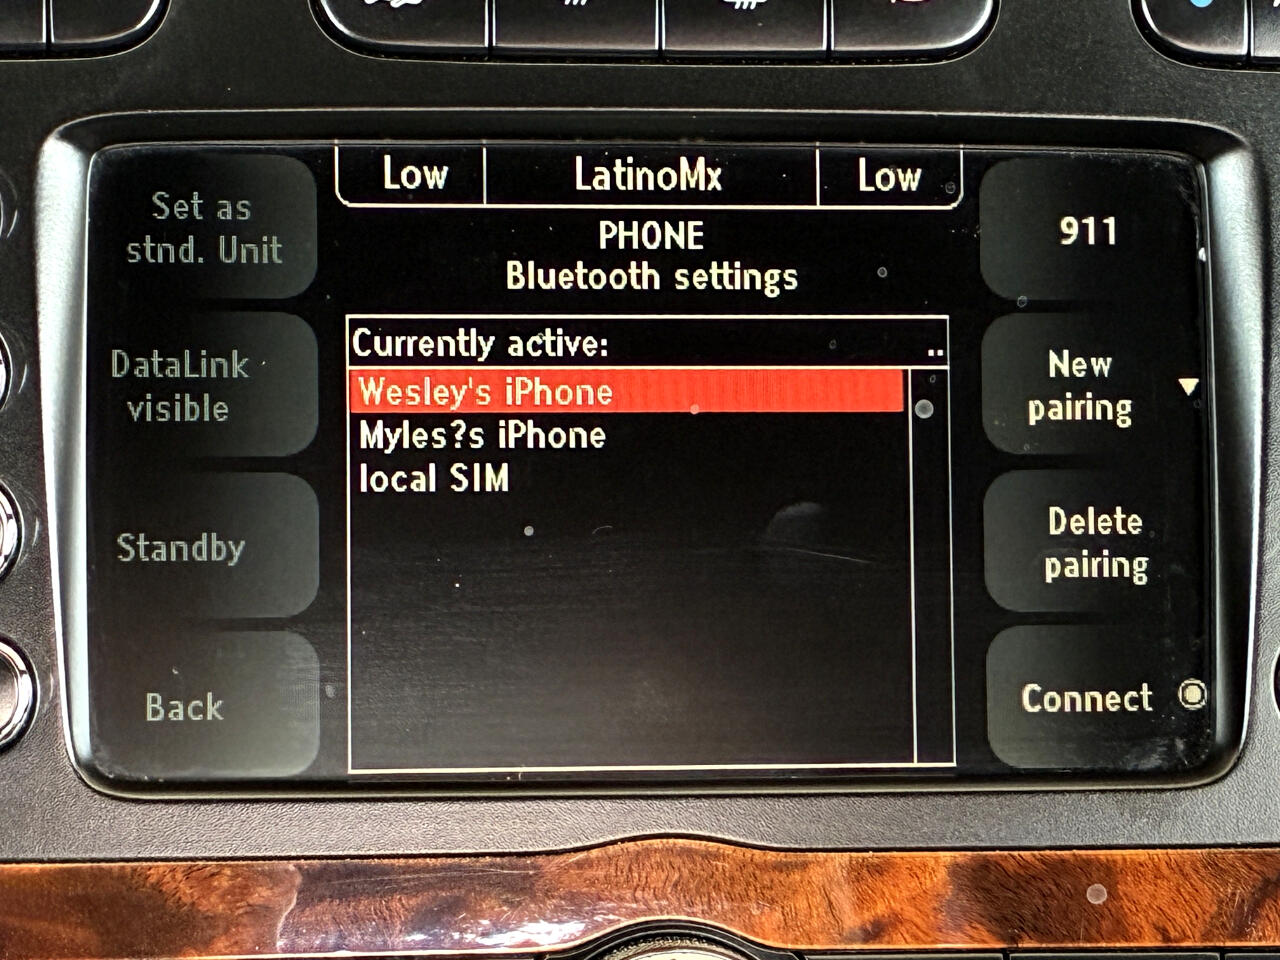 Low
LatinoMx
Low
PHONE
Bluetooth settings
Set as
stnd. Unit
DataLink
visible
Standby
Back
Currently active:
..
Wesley's iPhone
Myles?s iPhone
local SIM
911
New
pairing
Delete
pairing
Connect